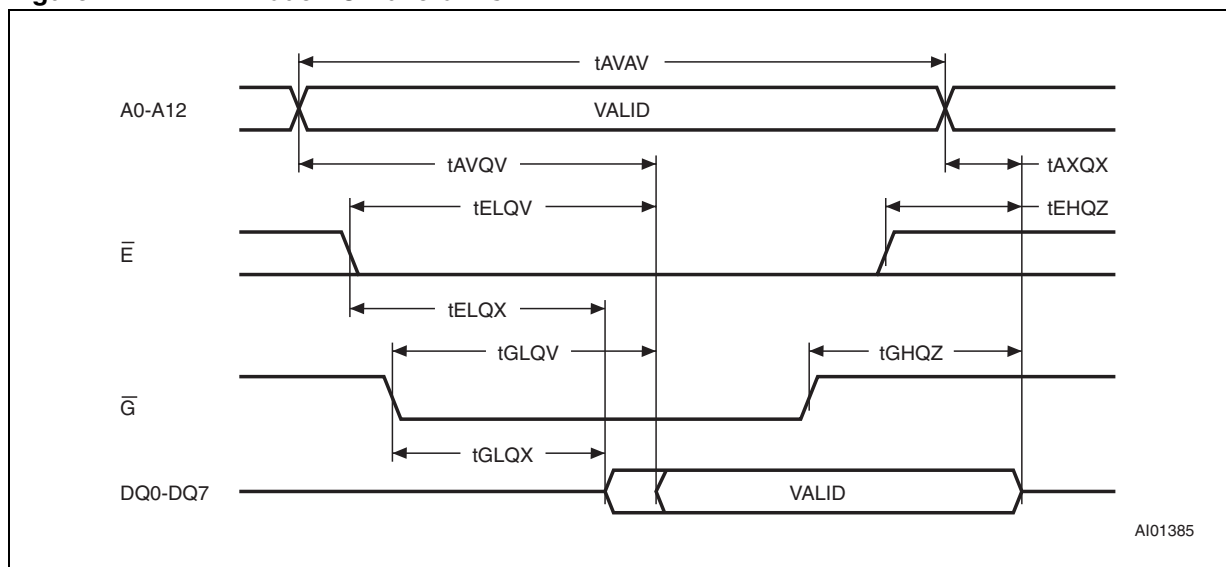 tAVAV
A0-A12 VALID
tAVQV tAXQX
tELQV tEHQZ
E̅
tELQX
tGLQV tGHQZ
G̅
tGLQX
DQ0-DQ7 VALID
AI01385